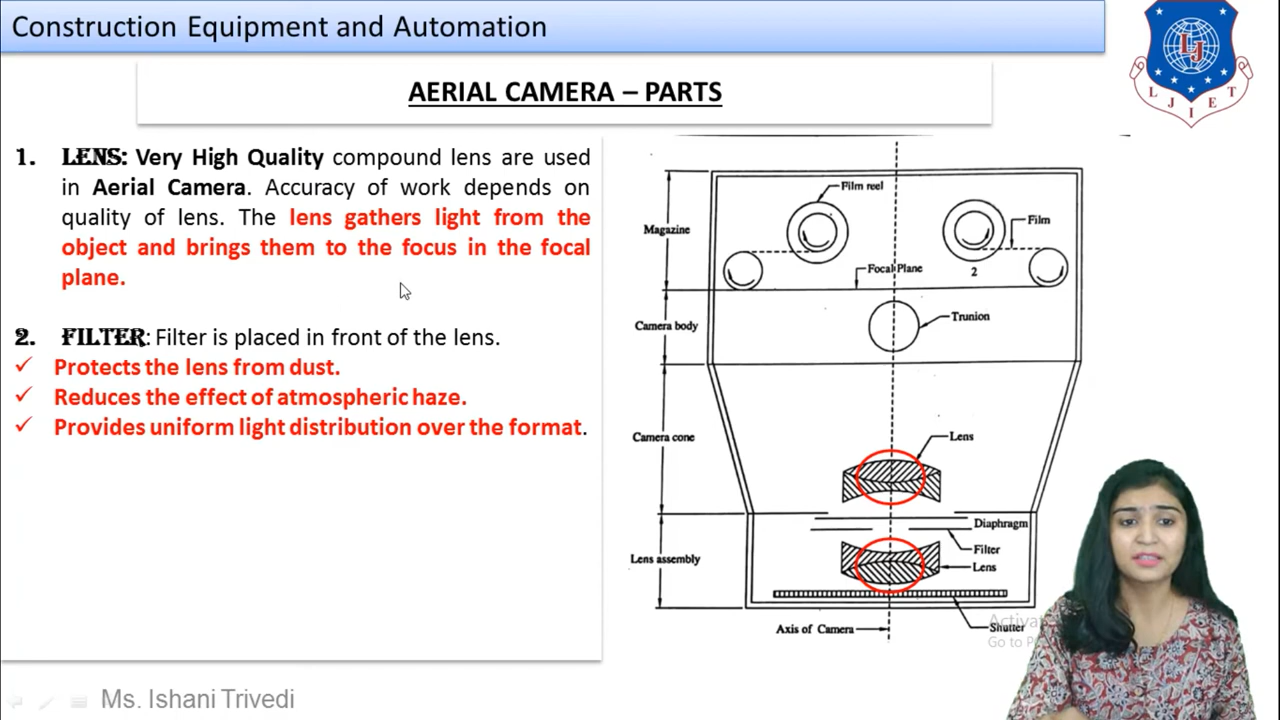 Construction Equipment and Automation
LJIET
AERIAL CAMERA – PARTS
1. LENS: Very High Quality compound lens are used
in Aerial Camera. Accuracy of work depends on
quality of lens. The lens gathers light from the
object and brings them to the focus in the focal
plane.
2. FILTER: Filter is placed in front of the lens.
✓ Protects the lens from dust.
✓ Reduces the effect of atmospheric haze.
✓ Provides uniform light distribution over the format.
Film reel
Film
Magazine
Focal Plane
2
Trunion
Camera body
Lens
Camera cone
Diaphragm
Filter
Lens assembly
Lens
Axis of Camera
Shutter
Ms. Ishani Trivedi